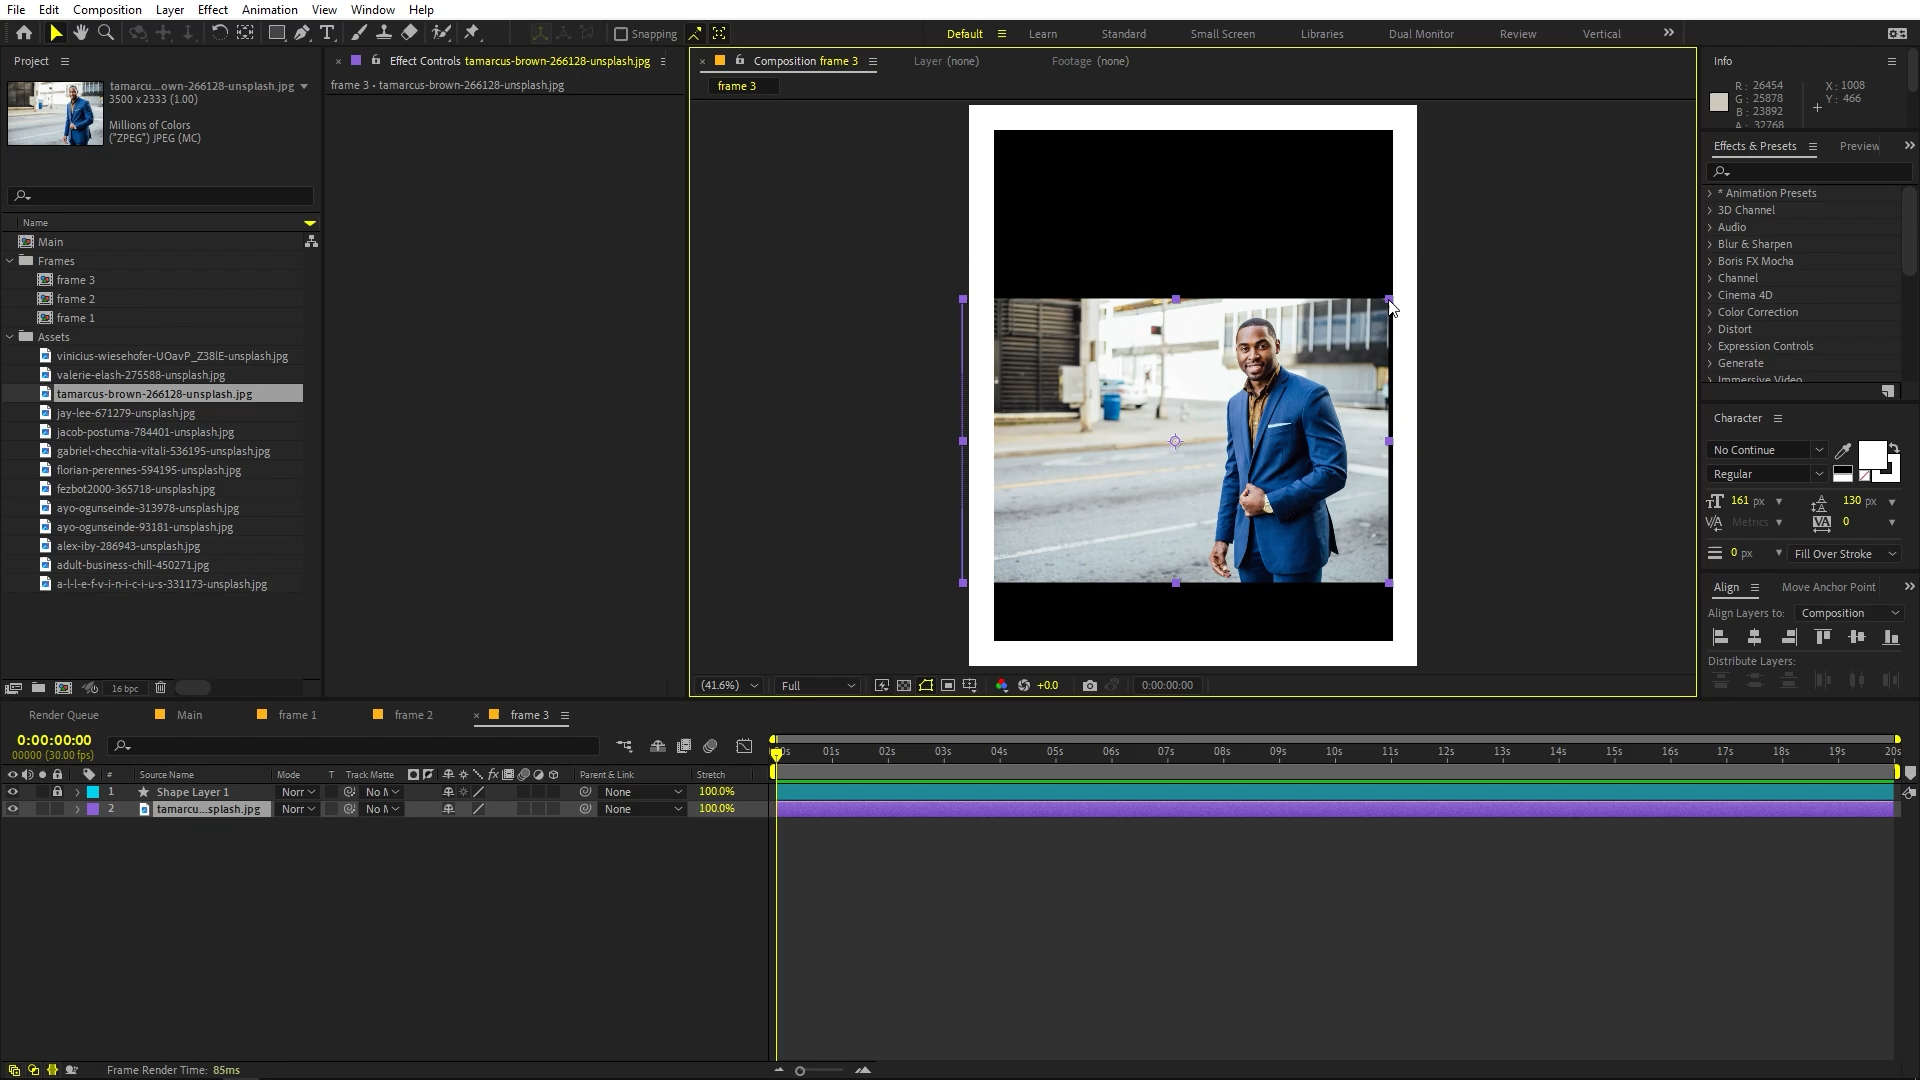 File Edit Composition Layer Effect Animation View Window Help
Snapping
Default Learn Standard Small Screen Libraries Dual Monitor Review Vertical
Project
tamarcu...own-266128-unsplash.jpg
3500 x 2333 (1.00)
Millions of Colors
("ZPEG") JPEG (MC)
Name
Main
Frames
frame 3
frame 2
frame 1
Assets
vinicius-wiesehofer-UOavP_Z38lE-unsplash.jpg
valerie-elash-275588-unsplash.jpg
tamarcus-brown-266128-unsplash.jpg
jay-lee-671279-unsplash.jpg
jacob-postuma-784401-unsplash.jpg
gabriel-checchia-vitali-536195-unsplash.jpg
florian-perennes-594195-unsplash.jpg
fezbot2000-365718-unsplash.jpg
ayo-ogunseinde-313978-unsplash.jpg
ayo-ogunseinde-93181-unsplash.jpg
alex-iby-286943-unsplash.jpg
adult-business-chill-450271.jpg
a-l-l-e-f-v-i-n-i-c-i-u-s-331173-unsplash.jpg
16 bpc
Effect Controls tamarcus-brown-266128-unsplash.jpg
frame 3 • tamarcus-brown-266128-unsplash.jpg
Composition frame 3 Layer (none) Footage (none)
frame 3
(41.6%) Full +0.0 0:00:00:00
Info
R: 26454 X: 1008
G: 25878 Y: 466
B: 23892
A: 32768
Effects & Presets Preview
* Animation Presets
3D Channel
Audio
Blur & Sharpen
Boris FX Mocha
Channel
Cinema 4D
Color Correction
Distort
Expression Controls
Generate
Immersive Video
Character
No Continue
Regular
161 px 130 px
Metrics 0
0 px Fill Over Stroke
Align Move Anchor Point
Align Layers to: Composition
Distribute Layers:
Render Queue Main frame 1 frame 2 frame 3
0:00:00:00
00000 (30.00 fps)
# Source Name Mode T Track Matte fx Parent & Link Stretch
1 Shape Layer 1 Norr No M None 100.0%
2 tamarcu...splash.jpg Norr No M None 100.0%
00s 01s 02s 03s 04s 05s 06s 07s 08s 09s 10s 11s 12s 13s 14s 15s 16s 17s 18s 19s 20s
Frame Render Time: 85ms